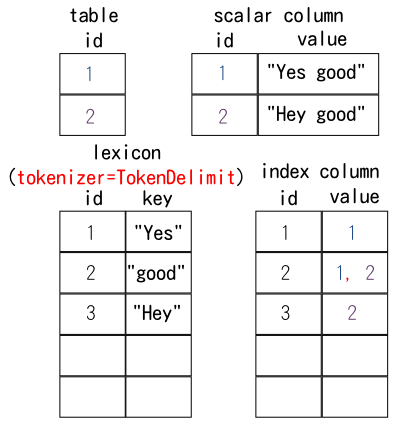 table
scalar column
id
id value
1
1 "Yes good"
2
2 "Hey good"
lexicon
(tokenizer=TokenDelimit)
index column
id key
id value
1 "Yes"
1 1
2 "good"
2 1, 2
3 "Hey"
3 2